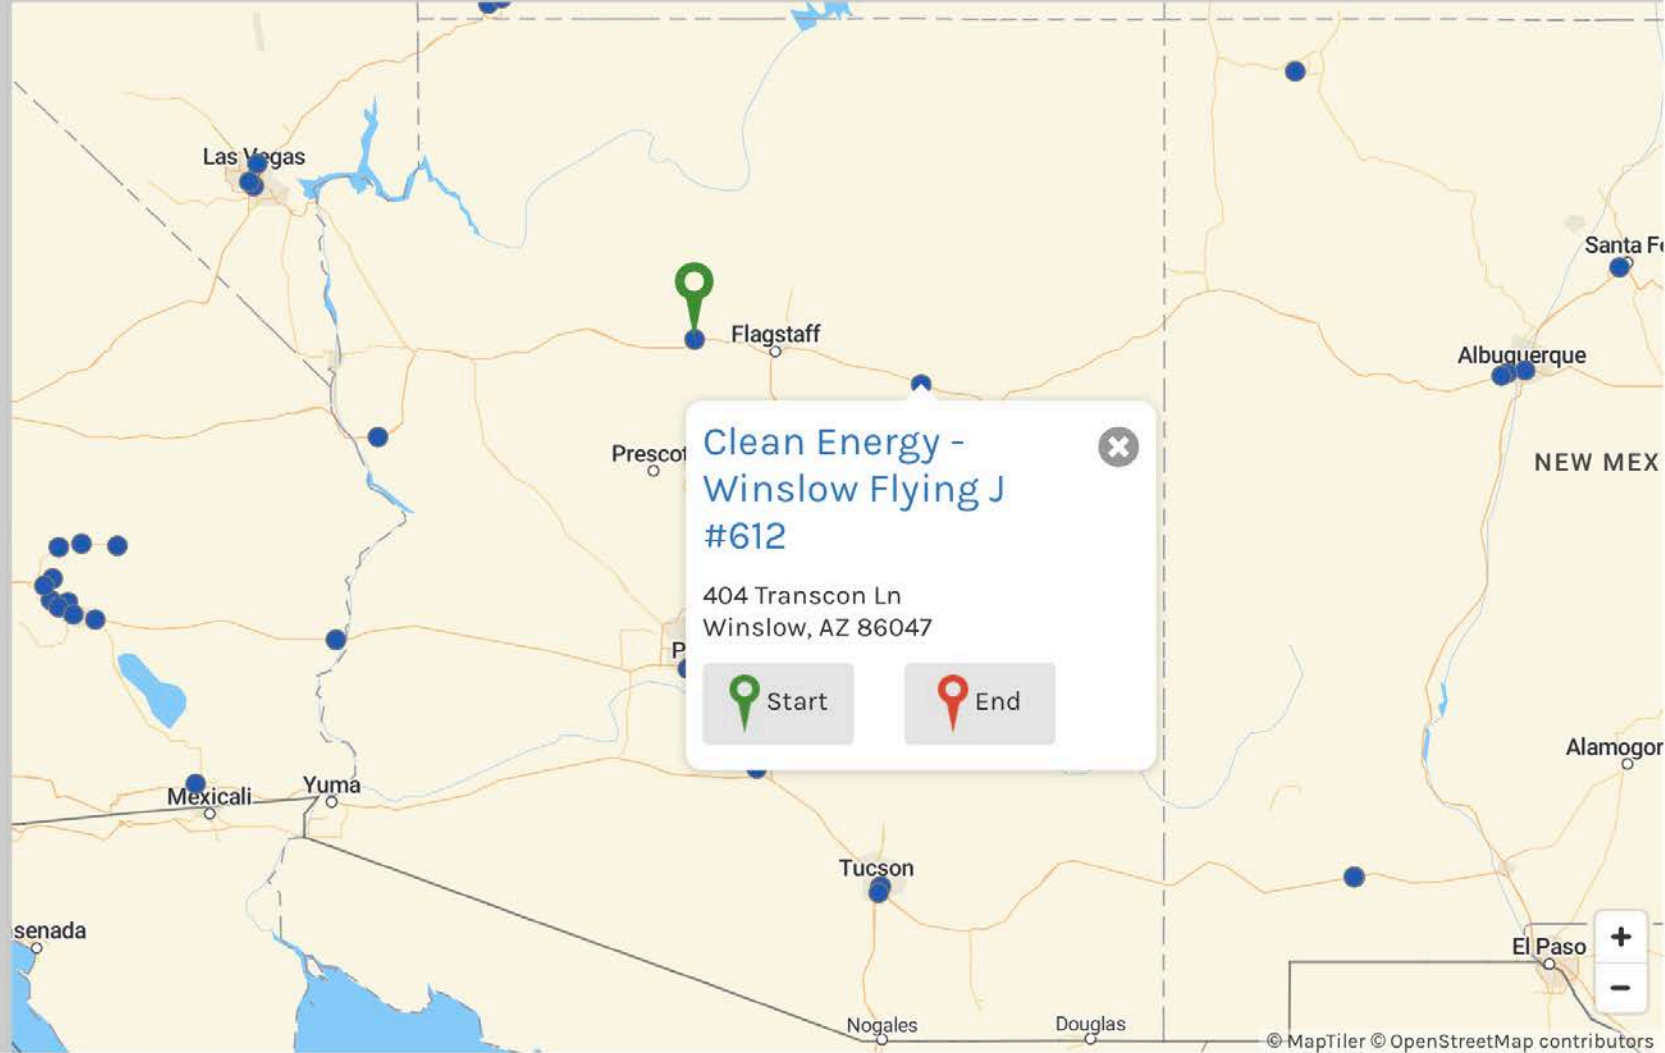 Las Vegas
Santa Fe
Flagstaff
Albuquerque
Clean Energy -
Winslow Flying J
#612
NEW MEX
404 Transcon Ln
Winslow, AZ 86047
P
Start
End
Alamogor
Yuma
Mexicali
Tucson
senada
El Paso
+
−
Nogales
Douglas
© MapTiler © OpenStreetMap contributors